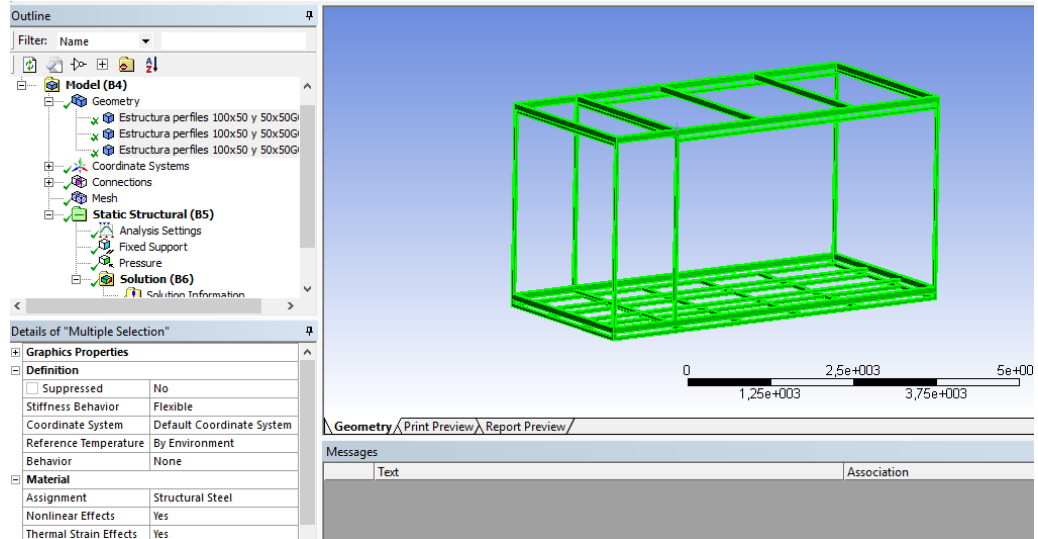 Outline
Filter: Name
Model (B4)
Geometry
Estructura perfiles 100x50 y 50x50G
Estructura perfiles 100x50 y 50x50G
Estructura perfiles 100x50 y 50x50G
Coordinate Systems
Connections
Mesh
Static Structural (B5)
Analysis Settings
Fixed Support
Pressure
Solution (B6)
Solution Information
Details of "Multiple Selection"
Graphics Properties
Definition
Suppressed No
Stiffness Behavior Flexible
Coordinate System Default Coordinate System
Reference Temperature By Environment
Behavior None
Material
Assignment Structural Steel
Nonlinear Effects Yes
Thermal Strain Effects Yes
0 2,5e+003 5e+00
1,25e+003 3,75e+003
Geometry Print Preview Report Preview
Messages
Text Association